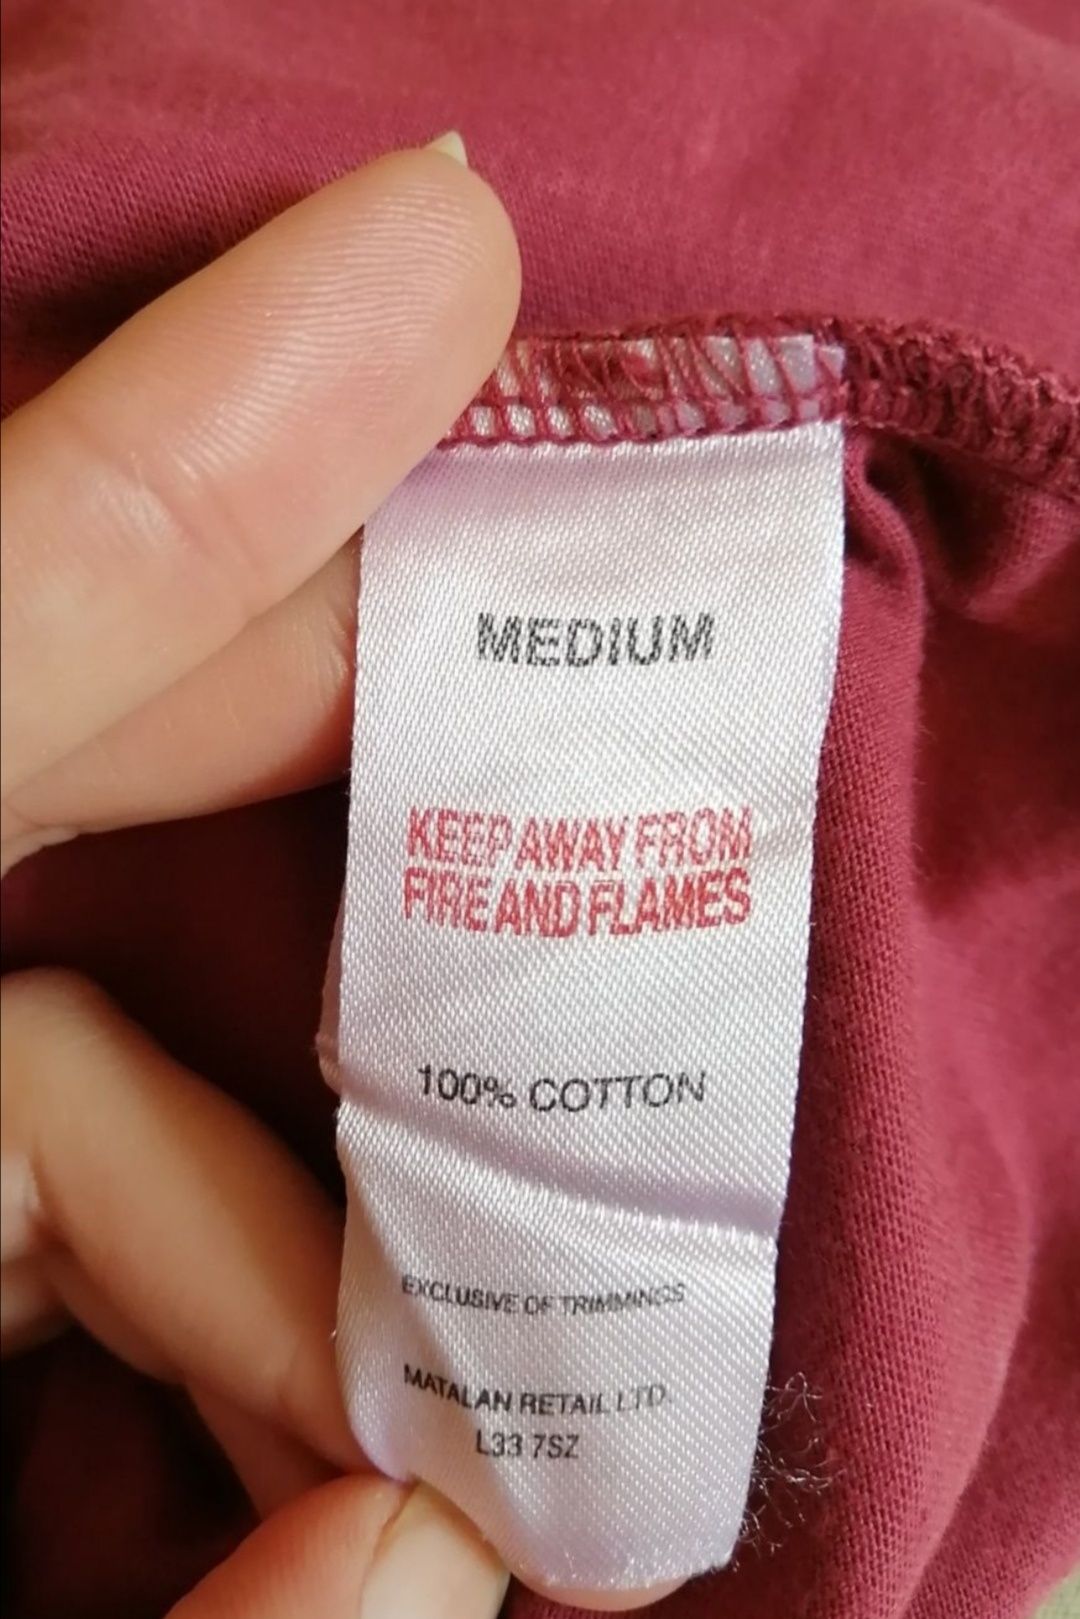 MEDIUM
KEEP AWAY FROM
FIRE AND FLAMES
100% COTTON
EXCLUSIVE OF TRIMMINGS
MATALAN RETAIL LTD.
L33 7SZ